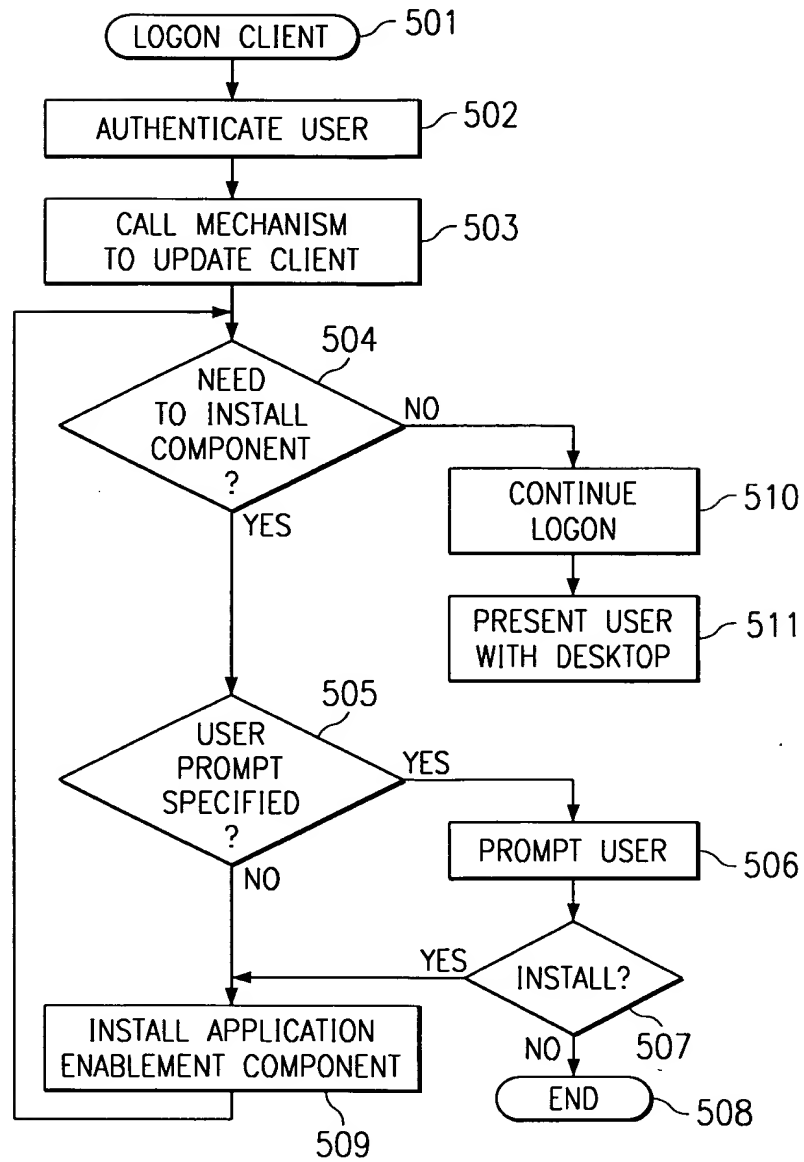 LOGON CLIENT
501
AUTHENTICATE USER
502
CALL MECHANISM
TO UPDATE CLIENT
503
504
NEED
TO INSTALL
COMPONENT
?
NO
YES
CONTINUE
LOGON
510
PRESENT USER
WITH DESKTOP
511
505
USER
PROMPT
SPECIFIED
?
YES
NO
PROMPT USER
506
YES
INSTALL?
507
NO
INSTALL APPLICATION
ENABLEMENT COMPONENT
509
END
508